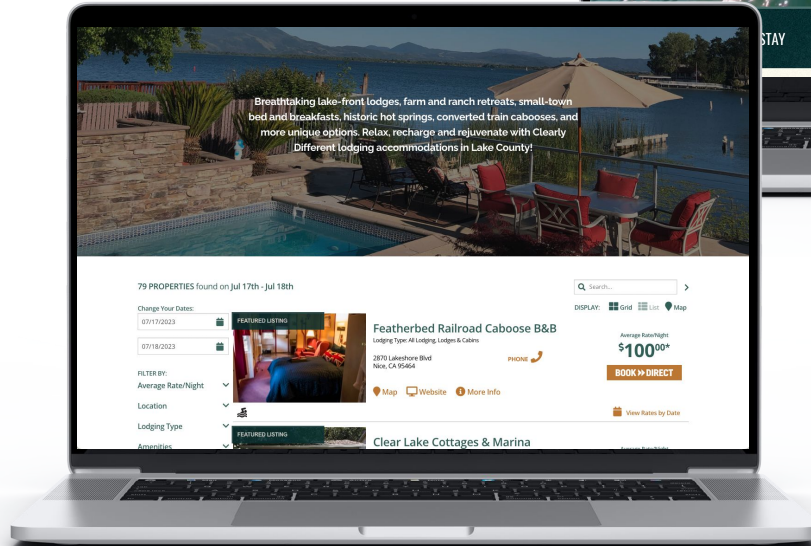 STAY
Breathtaking lake-front lodges, farm and ranch retreats, small-town
bed and breakfasts, historic hot springs, converted train cabooses, and
more unique options. Relax, recharge and rejuvenate with Clearly
Different lodging accommodations in Lake County!
79 PROPERTIES found on Jul 17th - Jul 18th
Search...
DISPLAY: Grid List Map
Change Your Dates:
07/17/2023
07/18/2023
FILTER BY:
Average Rate/Night
Location
Lodging Type
Amenities
FEATURED LISTING
Featherbed Railroad Caboose B&B
Lodging Type: All Lodging, Lodges & Cabins
2870 Lakeshore Blvd
Nice, CA 95464
PHONE
Map Website More Info
Average Rate/Night
$100⁰⁰*
BOOK >> DIRECT
View Rates by Date
FEATURED LISTING
Clear Lake Cottages & Marina
Average Rate/Night